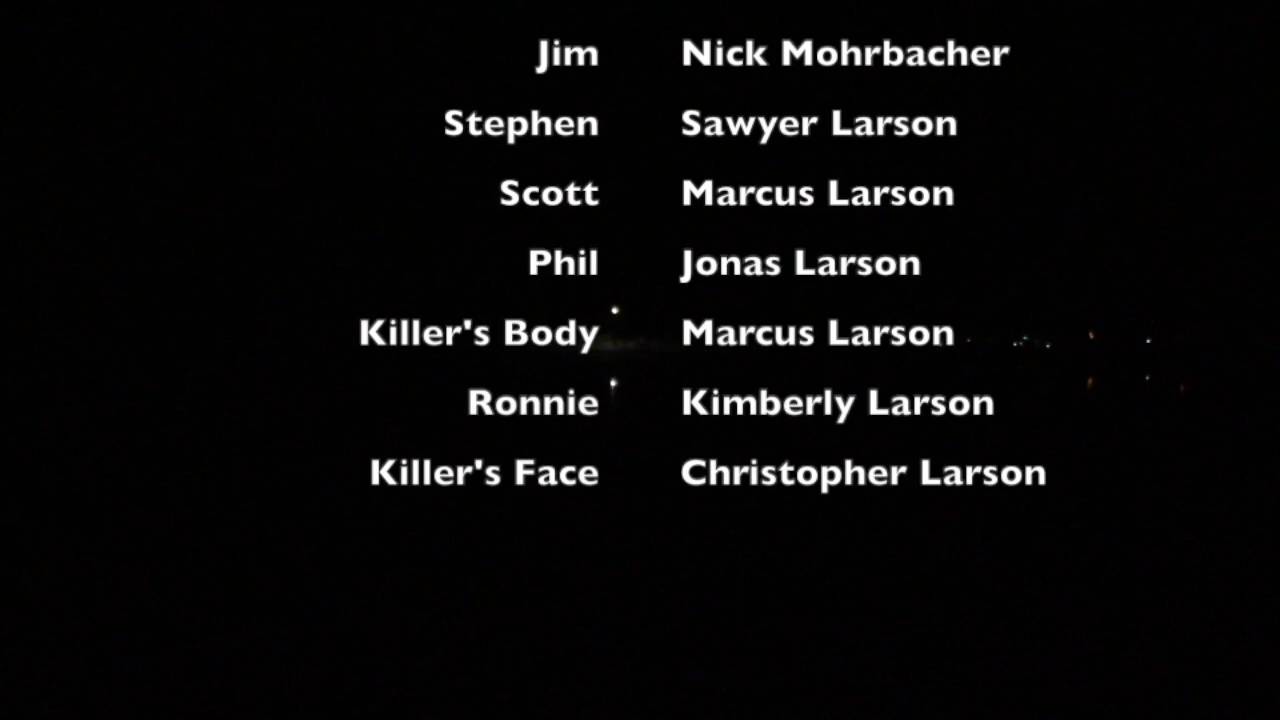 Jim Nick Mohrbacher
Stephen Sawyer Larson
Scott Marcus Larson
Phil Jonas Larson
Killer's Body Marcus Larson
Ronnie Kimberly Larson
Killer's Face Christopher Larson